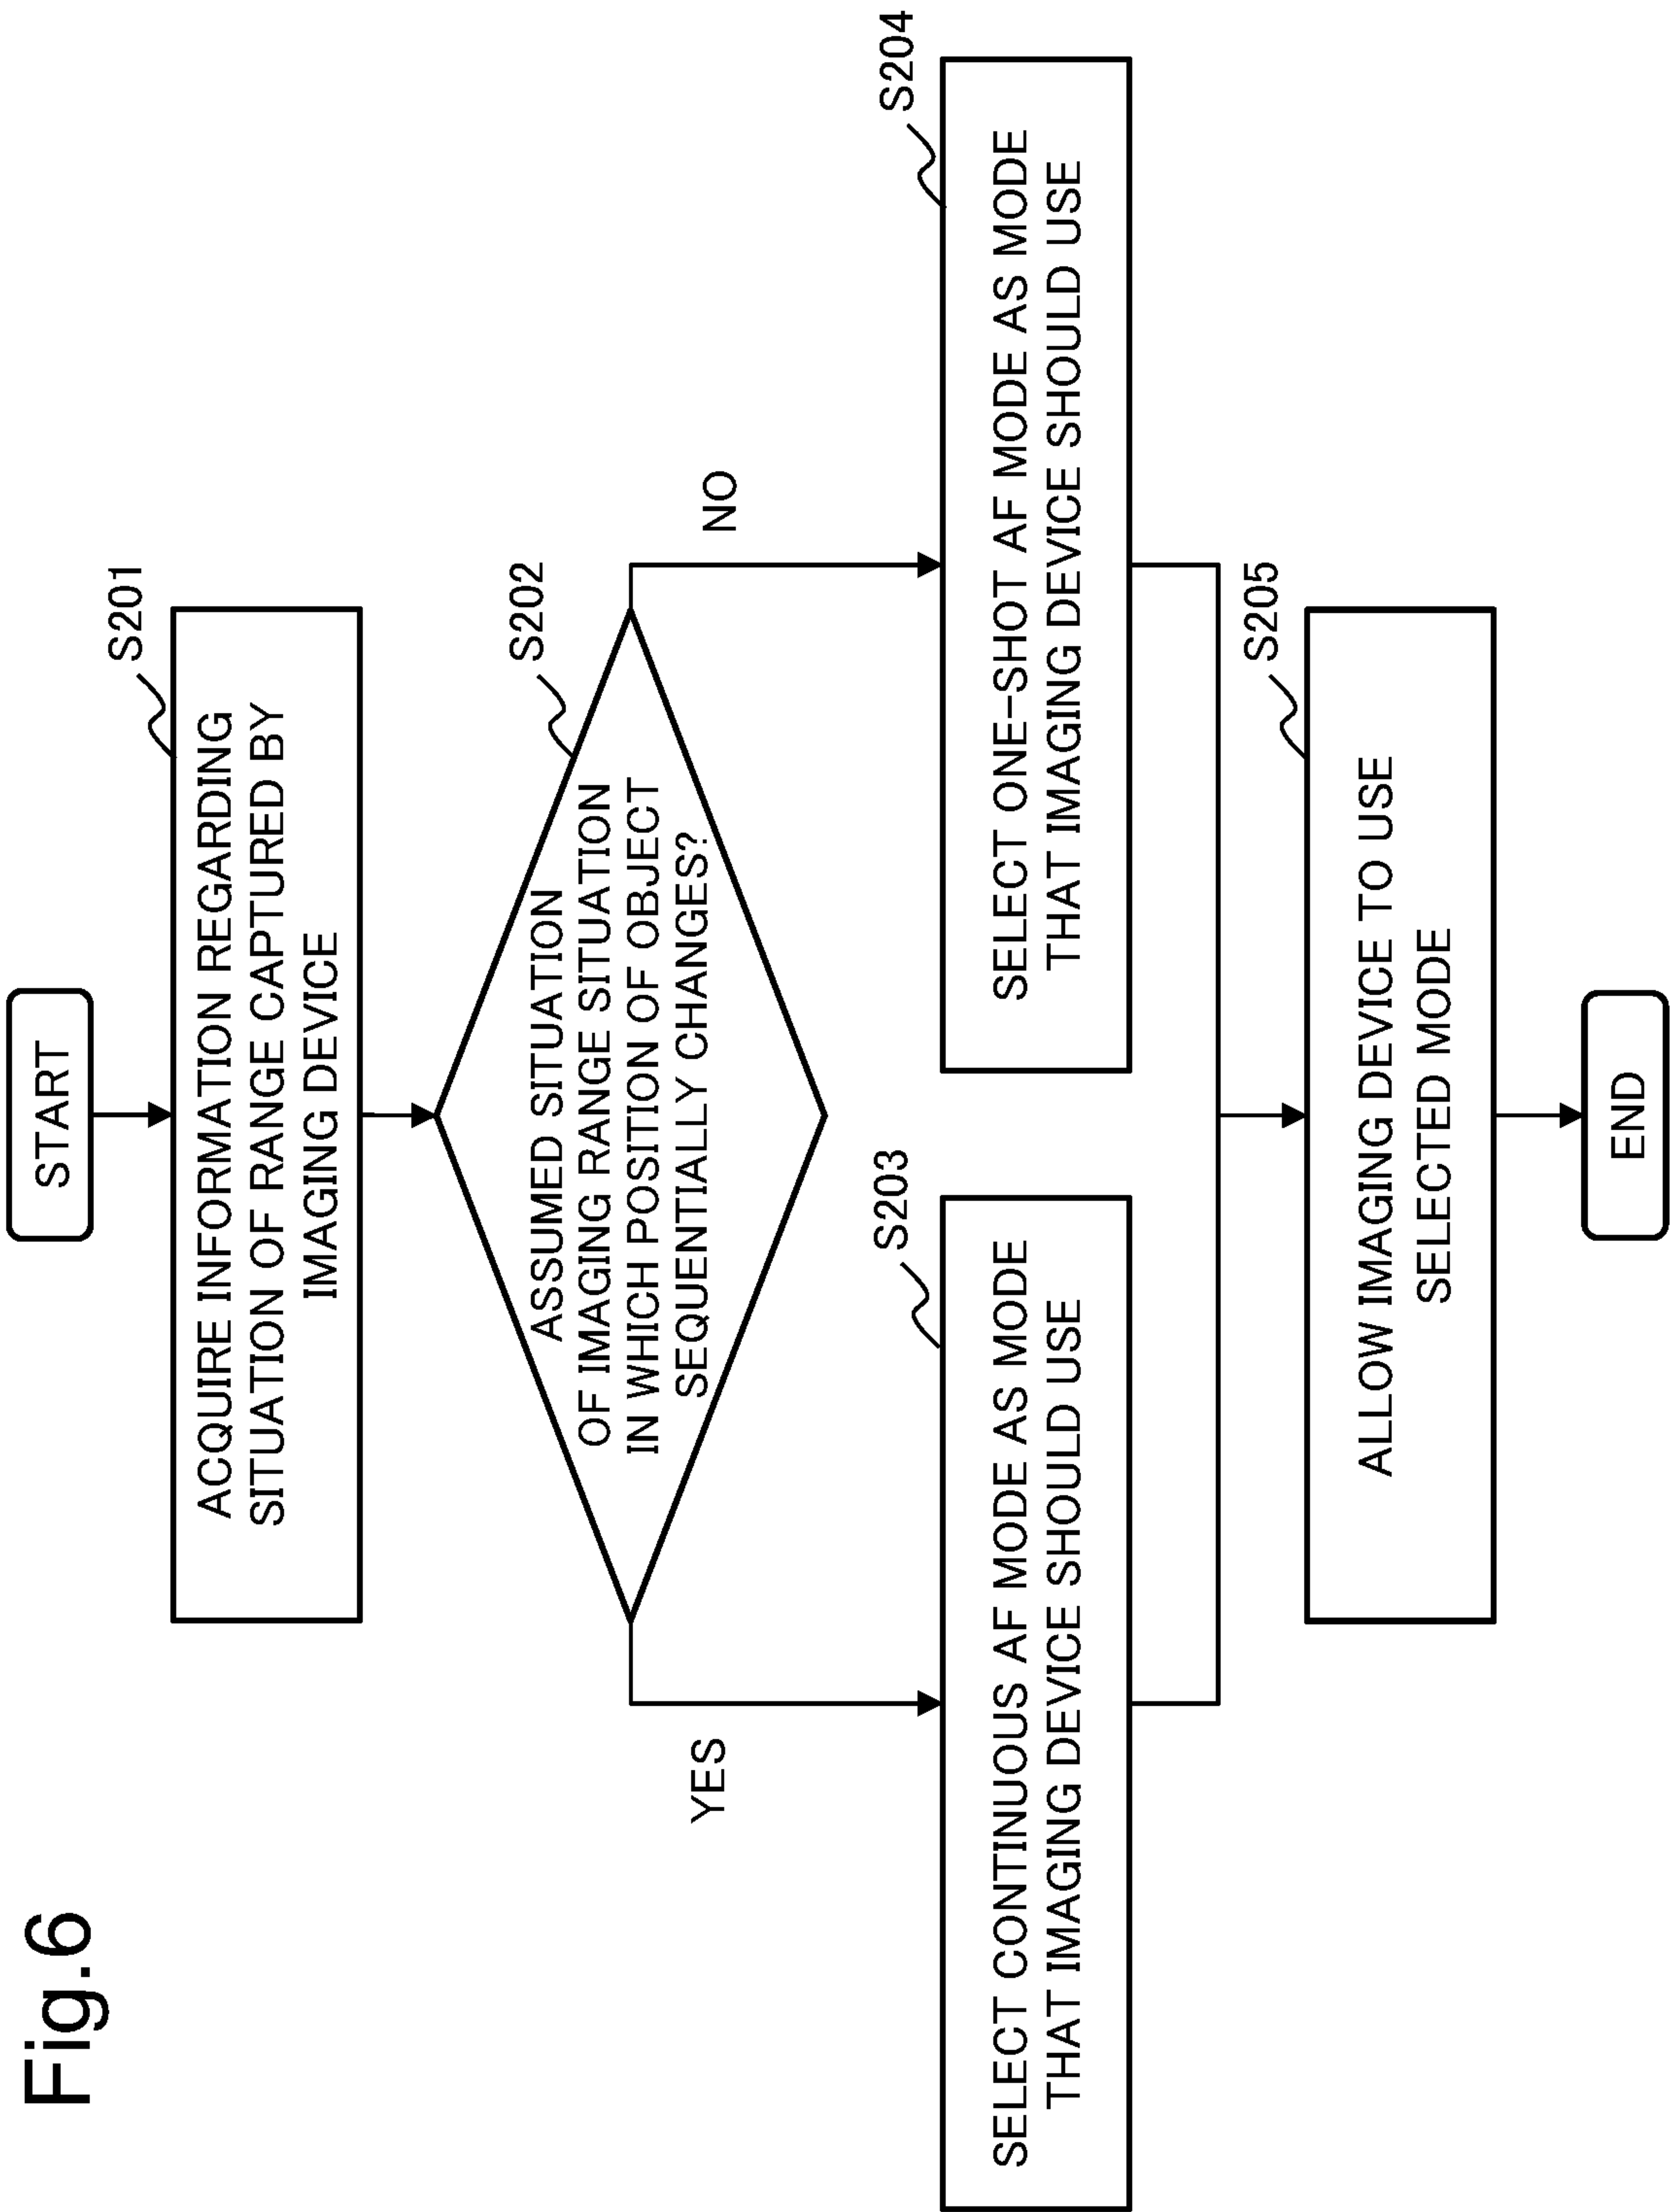 Fig.6
START
S201
ACQUIRE INFORMATION REGARDING
SITUATION OF RANGE CAPTURED BY
IMAGING DEVICE
S202
ASSUMED SITUATION
OF IMAGING RANGE SITUATION
IN WHICH POSITION OF OBJECT
SEQUENTIALLY CHANGES?
YES
NO
S203
SELECT CONTINUOUS AF MODE AS MODE
THAT IMAGING DEVICE SHOULD USE
S204
SELECT ONE-SHOT AF MODE AS MODE
THAT IMAGING DEVICE SHOULD USE
S205
ALLOW IMAGING DEVICE TO USE
SELECTED MODE
END